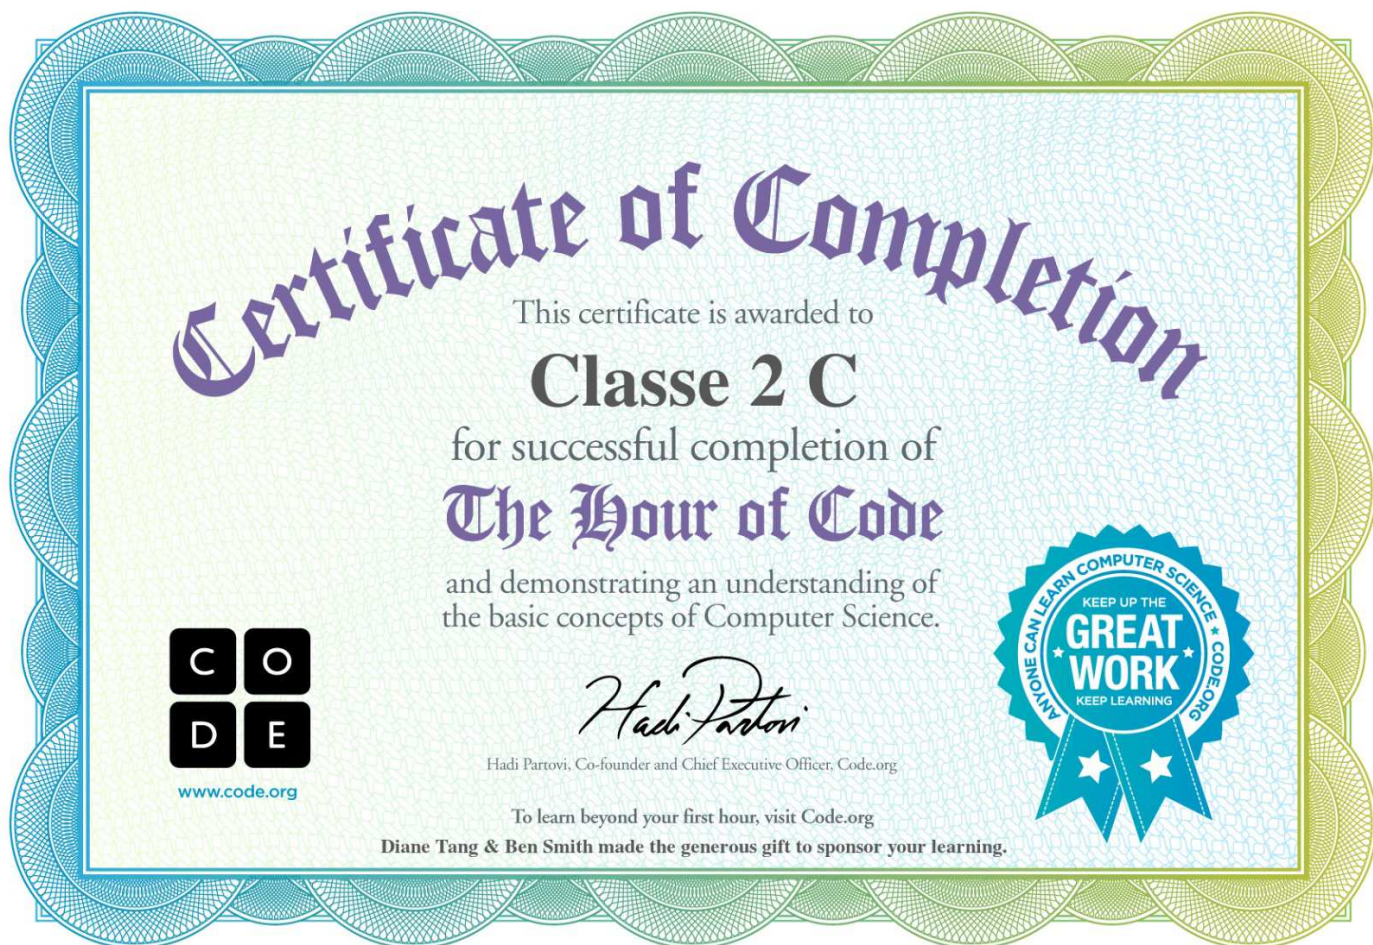 Certificate of Completion
This certificate is awarded to
Classe 2 C
for successful completion of
The Hour of Code
and demonstrating an understanding of
the basic concepts of Computer Science.
C O
D E
www.code.org
Hadi Partovi
Hadi Partovi, Co-founder and Chief Executive Officer, Code.org
To learn beyond your first hour, visit Code.org
Diane Tang & Ben Smith made the generous gift to sponsor your learning.
ANYONE CAN LEARN COMPUTER SCIENCE * CODE.ORG
KEEP UP THE
GREAT
WORK
KEEP LEARNING